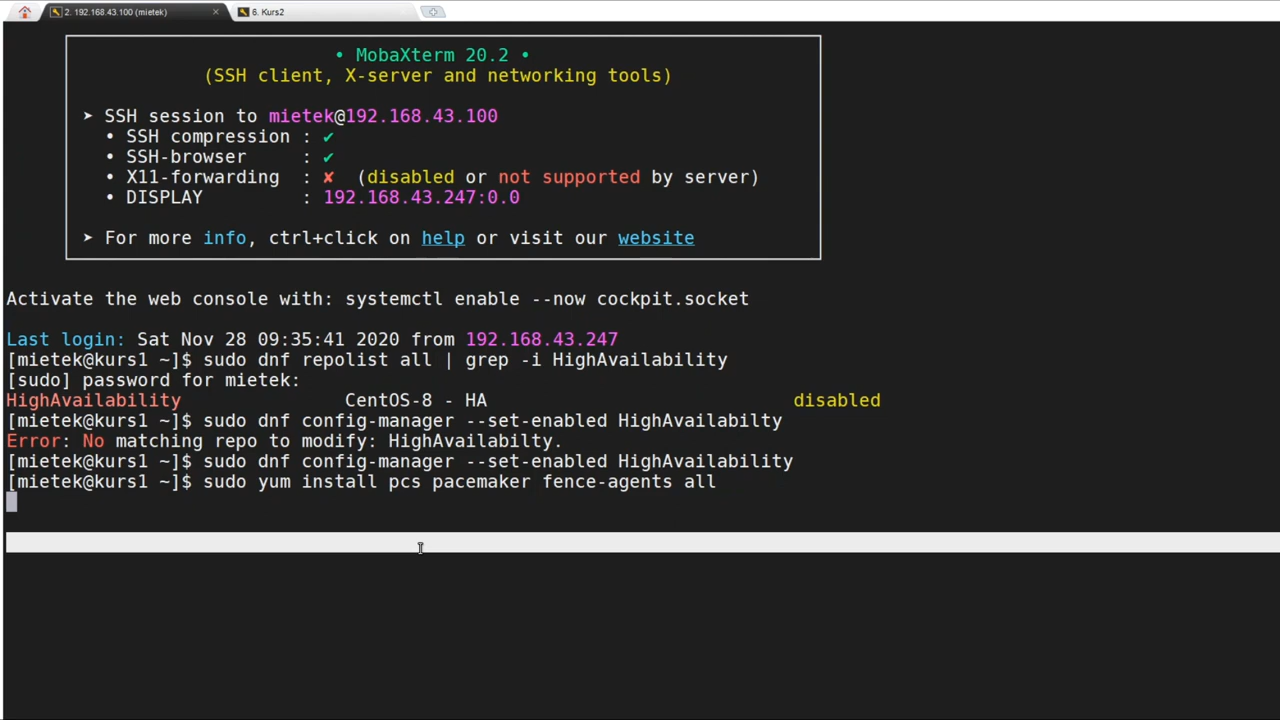 2. 192.168.43.100 (mietek)
6. Kurs2
• MobaXterm 20.2 •
(SSH client, X-server and networking tools)
➤ SSH session to mietek@192.168.43.100
• SSH compression : ✔
• SSH-browser : ✔
• X11-forwarding : ✘ (disabled or not supported by server)
• DISPLAY : 192.168.43.247:0.0
➤ For more info, ctrl+click on help or visit our website
Activate the web console with: systemctl enable --now cockpit.socket
Last login: Sat Nov 28 09:35:41 2020 from 192.168.43.247
[mietek@kurs1 ~]$ sudo dnf repolist all | grep -i HighAvailability
[sudo] password for mietek:
HighAvailability CentOS-8 - HA disabled
[mietek@kurs1 ~]$ sudo dnf config-manager --set-enabled HighAvailabilty
Error: No matching repo to modify: HighAvailabilty.
[mietek@kurs1 ~]$ sudo dnf config-manager --set-enabled HighAvailability
[mietek@kurs1 ~]$ sudo yum install pcs pacemaker fence-agents all